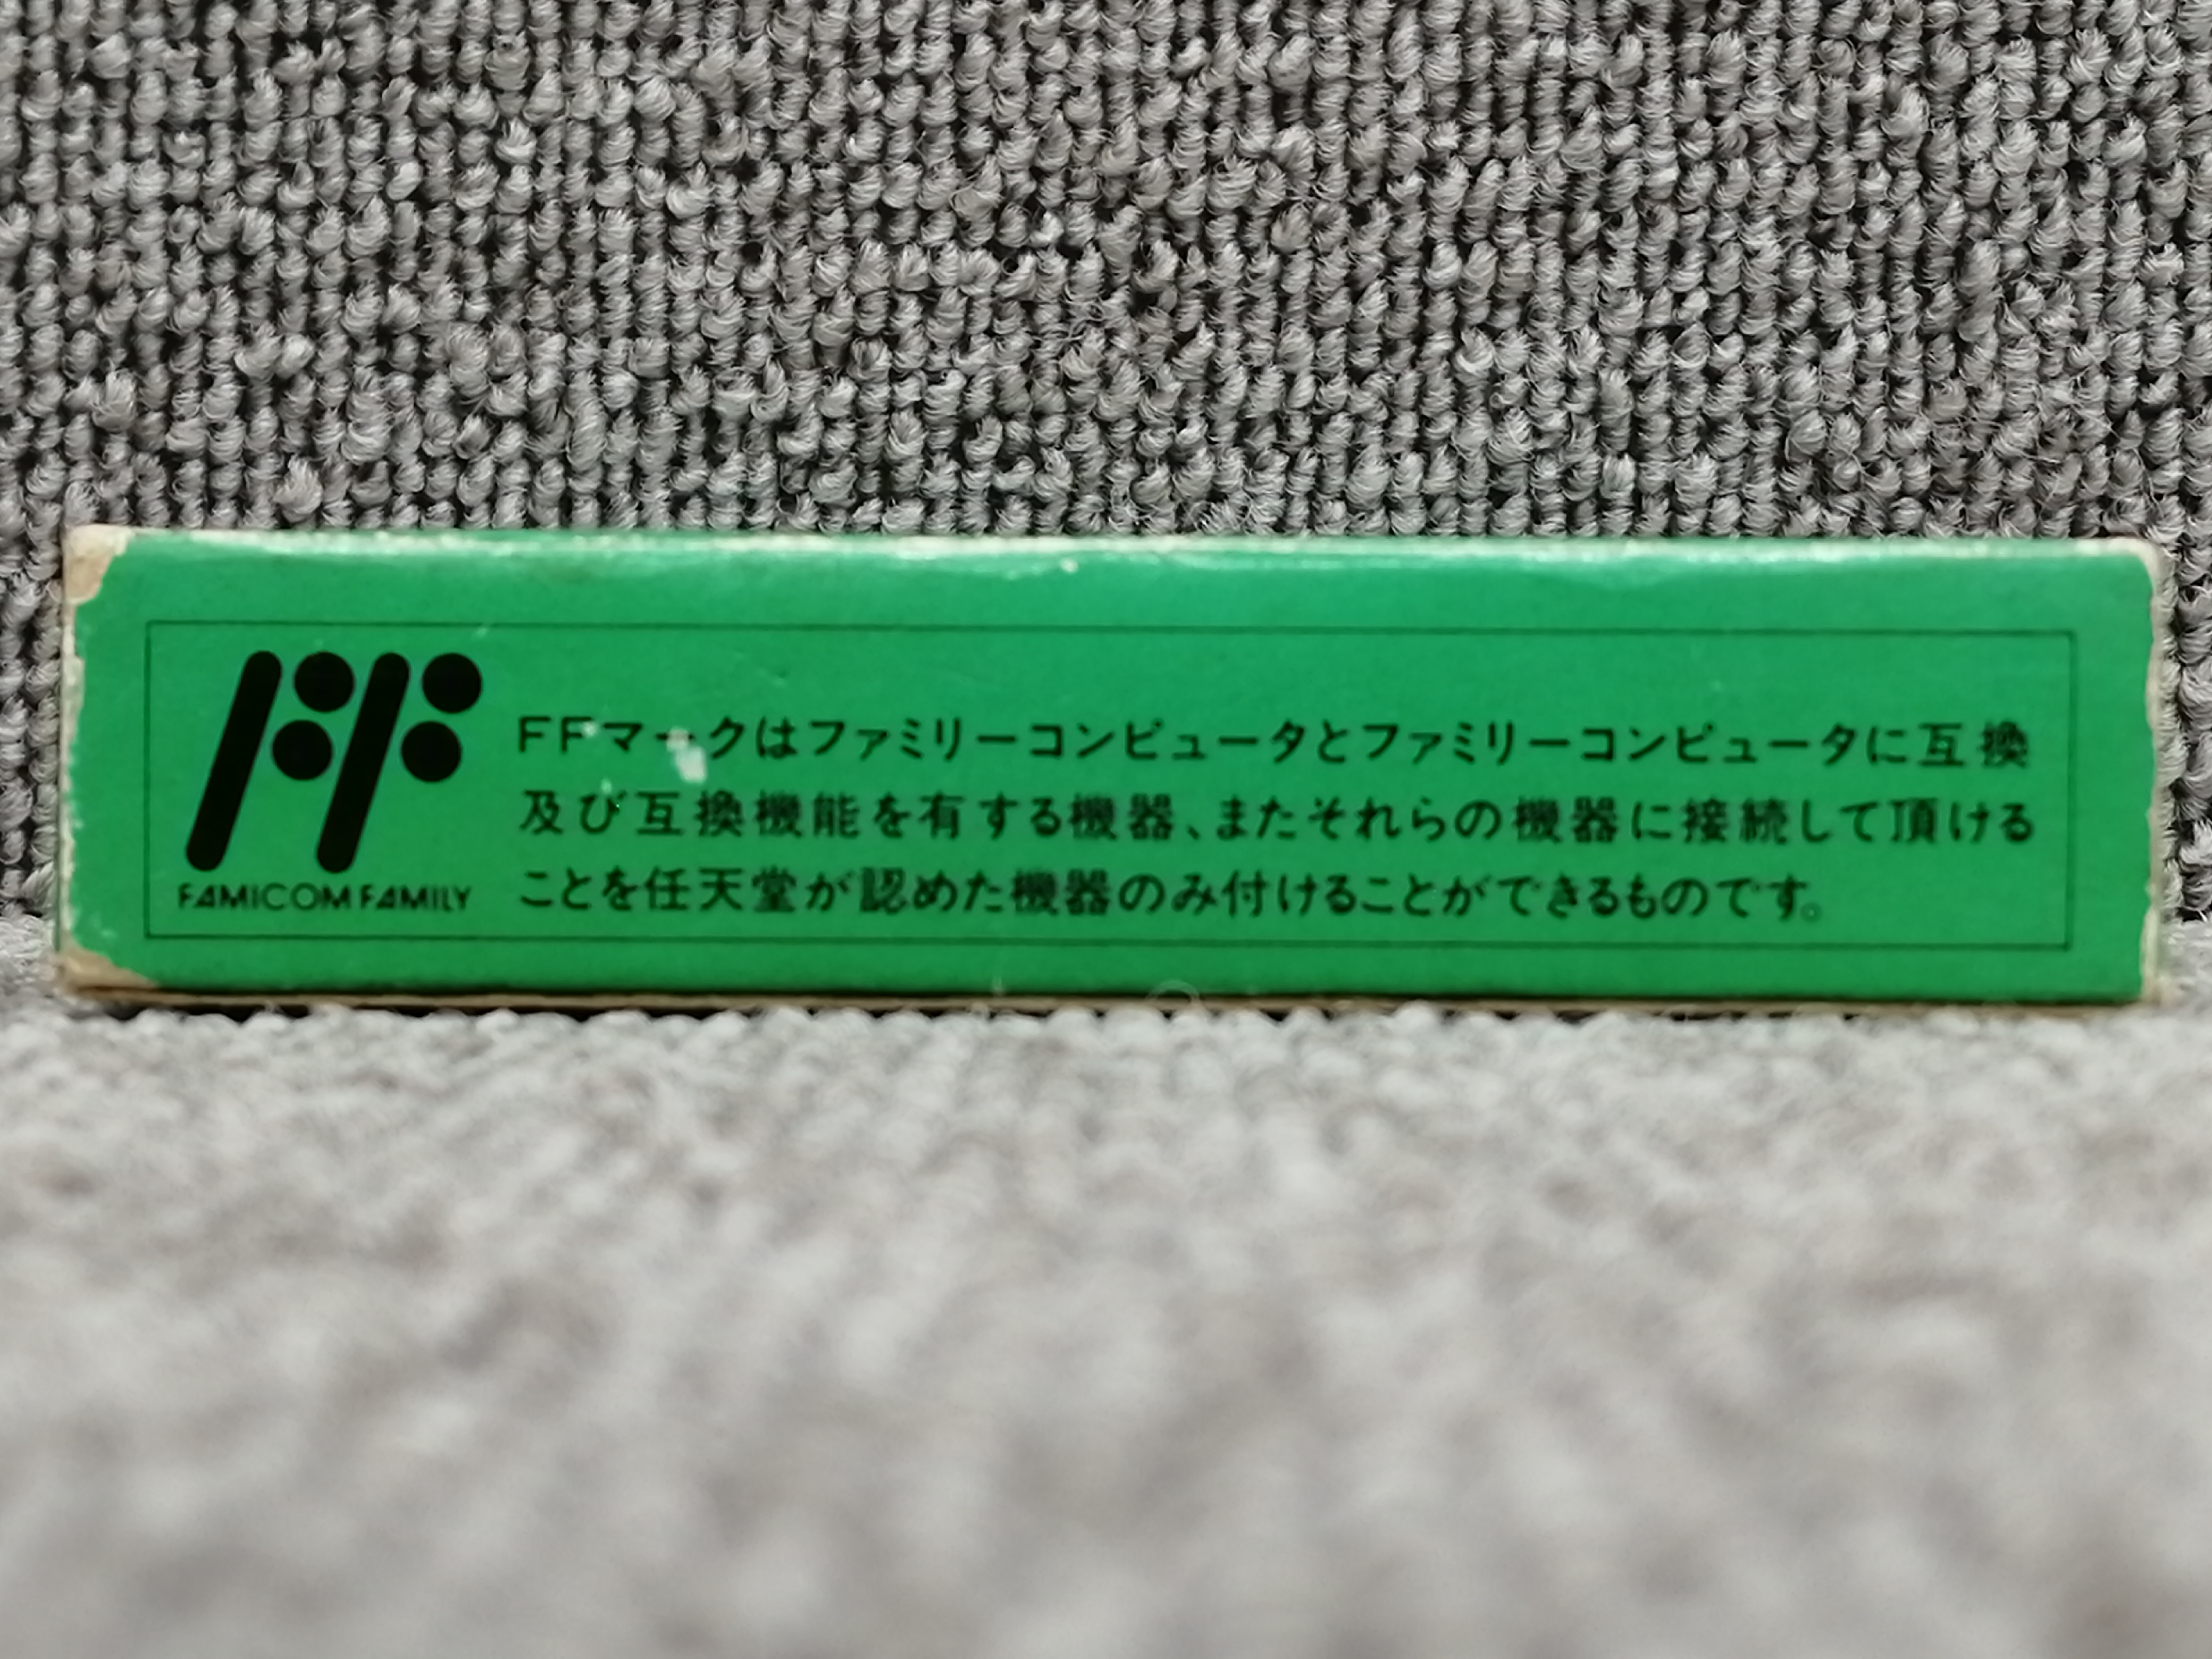 FF
FAMICOM FAMILY
FFマークはファミリーコンピュータとファミリーコンピュータに互換
及び互換機能を有する機器、またそれらの機器に接続して頂ける
ことを任天堂が認めた機器のみ付けることができるものです。